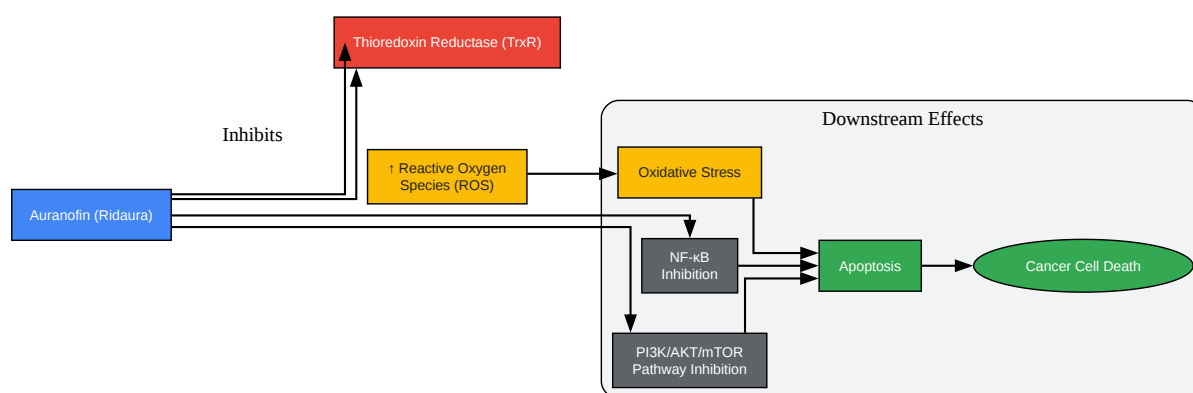 Thioredoxin Reductase (TrxR)
Downstream Effects
Inhibits
↑ Reactive Oxygen
Species (ROS)
Oxidative Stress
Auranofin (Ridaura)
NF-κB
Inhibition
Apoptosis
Cancer Cell Death
PI3K/AKT/mTOR
Pathway Inhibition